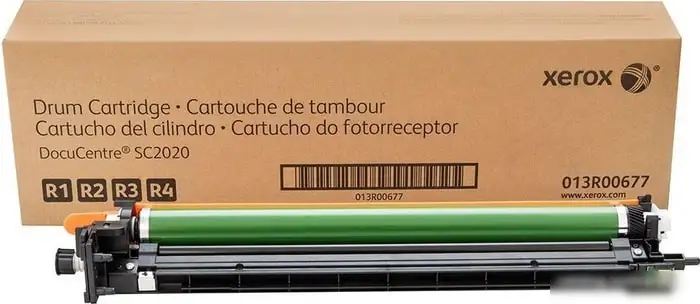 xerox
Drum Cartridge • Cartouche de tambour
Cartucho del cilindro • Cartucho do fotorreceptor
DocuCentre® SC2020
R1 R2 R3 R4
013R00677
013R00677
www.xerox.com